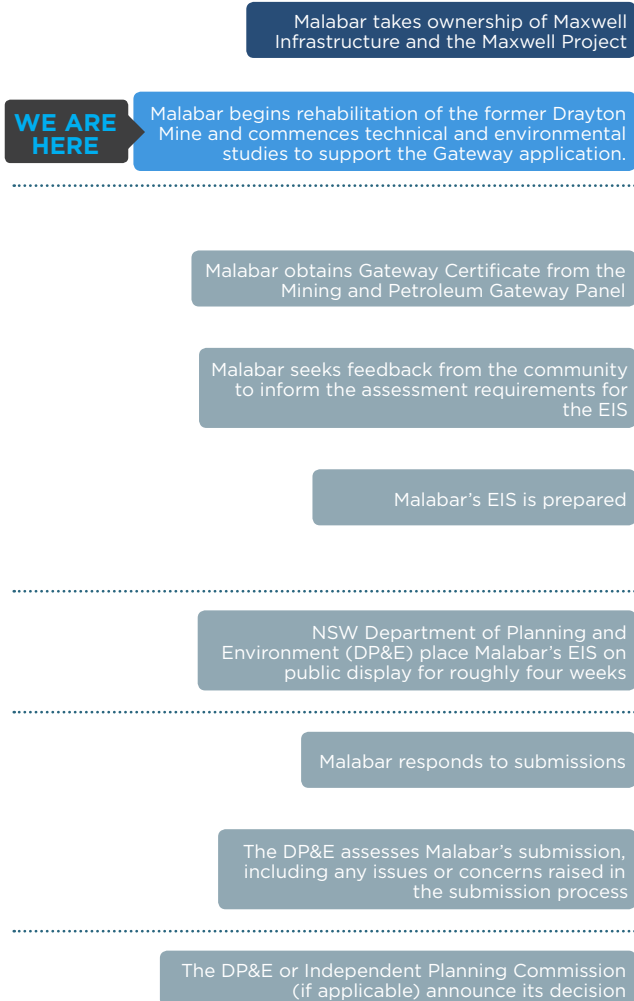 Malabar takes ownership of Maxwell
Infrastructure and the Maxwell Project
WE ARE
HERE
Malabar begins rehabilitation of the former Drayton
Mine and commences technical and environmental
studies to support the Gateway application.
Malabar obtains Gateway Certificate from the
Mining and Petroleum Gateway Panel
Malabar seeks feedback from the community
to inform the assessment requirements for
the EIS
Malabar’s EIS is prepared
NSW Department of Planning and
Environment (DP&E) place Malabar’s EIS on
public display for roughly four weeks
Malabar responds to submissions
The DP&E assesses Malabar’s submission,
including any issues or concerns raised in
the submission process
The DP&E or Independent Planning Commission
(if applicable) announce its decision